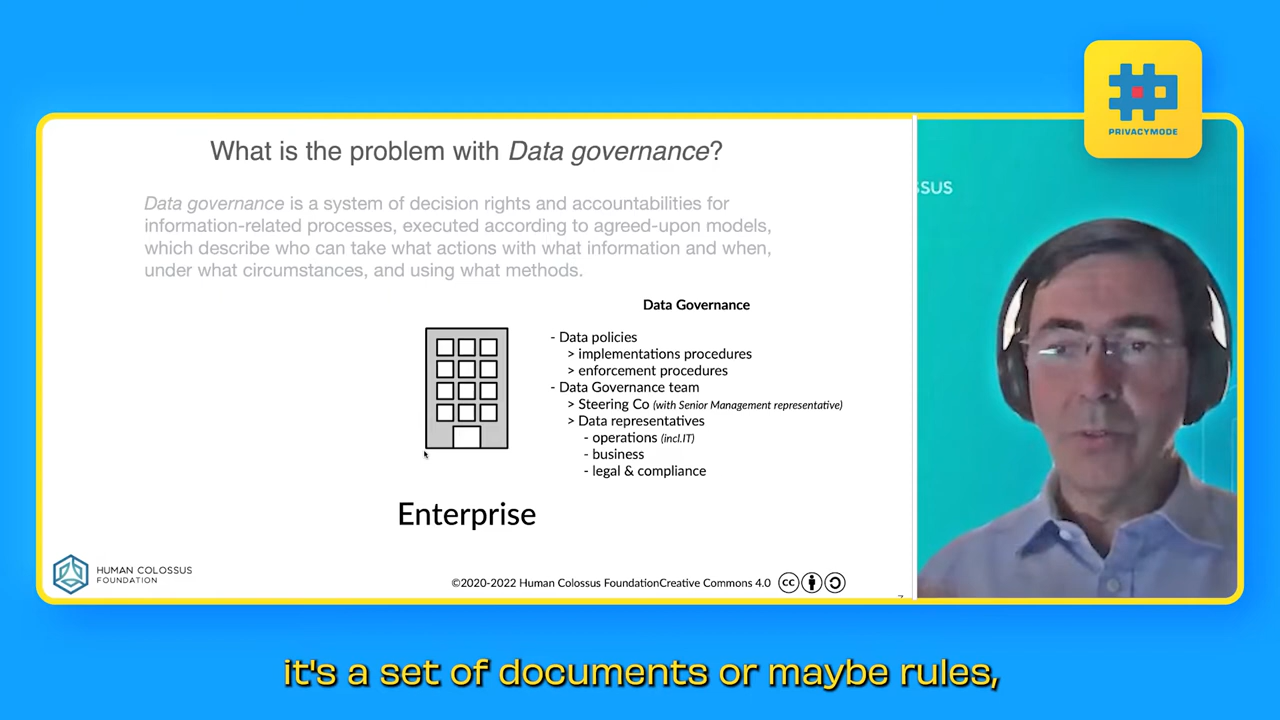 PRIVACYMODE
What is the problem with Data governance?
Data governance is a system of decision rights and accountabilities for
information-related processes, executed according to agreed-upon models,
which describe who can take what actions with what information and when,
under what circumstances, and using what methods.
Data Governance
- Data policies
> implementations procedures
> enforcement procedures
- Data Governance team
> Steering Co (with Senior Management representative)
> Data representatives
- operations (incl.IT)
- business
- legal & compliance
Enterprise
HUMAN COLOSSUS
FOUNDATION
©2020-2022 Human Colossus FoundationCreative Commons 4.0
cc
SSUS
it's a set of documents or maybe rules,